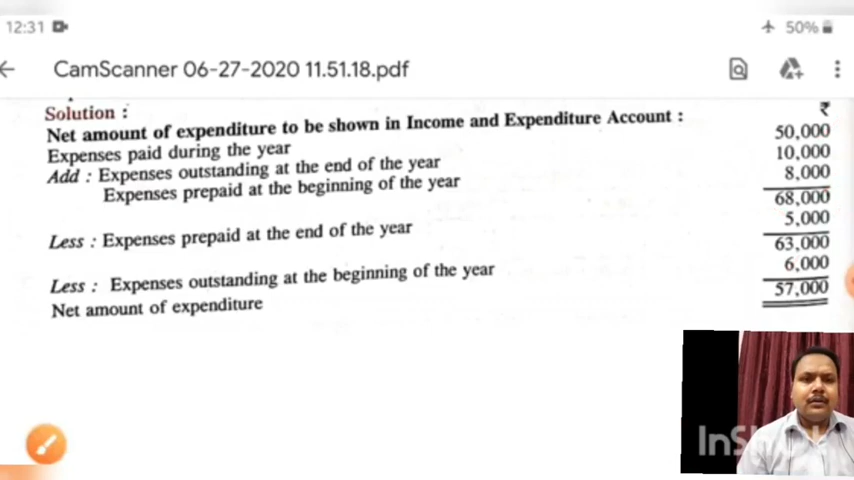 12:31 50%
CamScanner 06-27-2020 11.51.18.pdf
Solution :
₹
Net amount of expenditure to be shown in Income and Expenditure Account :
Expenses paid during the year 50,000
Add : Expenses outstanding at the end of the year 10,000
Expenses prepaid at the beginning of the year 8,000
68,000
Less : Expenses prepaid at the end of the year 5,000
63,000
Less : Expenses outstanding at the beginning of the year 6,000
Net amount of expenditure 57,000